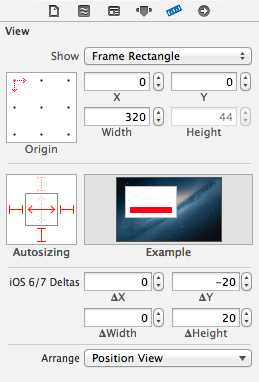 View
Show Frame Rectangle
0 0
X Y
320 44
Width Height
Origin
Autosizing Example
iOS 6/7 Deltas 0 -20
ΔX ΔY
0 20
ΔWidth ΔHeight
Arrange Position View